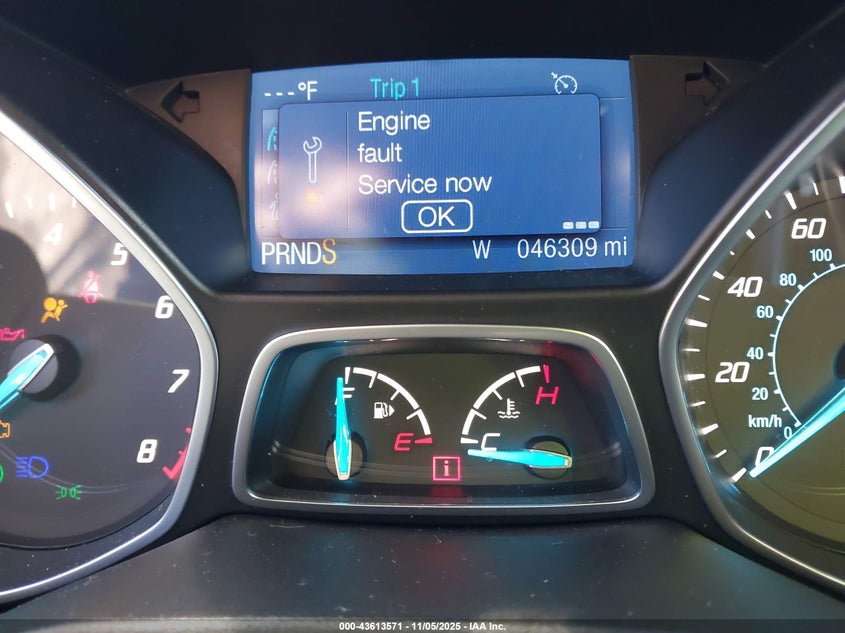 ---°F Trip 1
Engine
fault
Service now
OK
PRNDS W 046309 mi
4
5
6
7
8
F
E
H
C
i
60
40
20
0
100
80
60
40
20
0
km/h
000-43613571 - 11/05/2025 - IAA Inc.